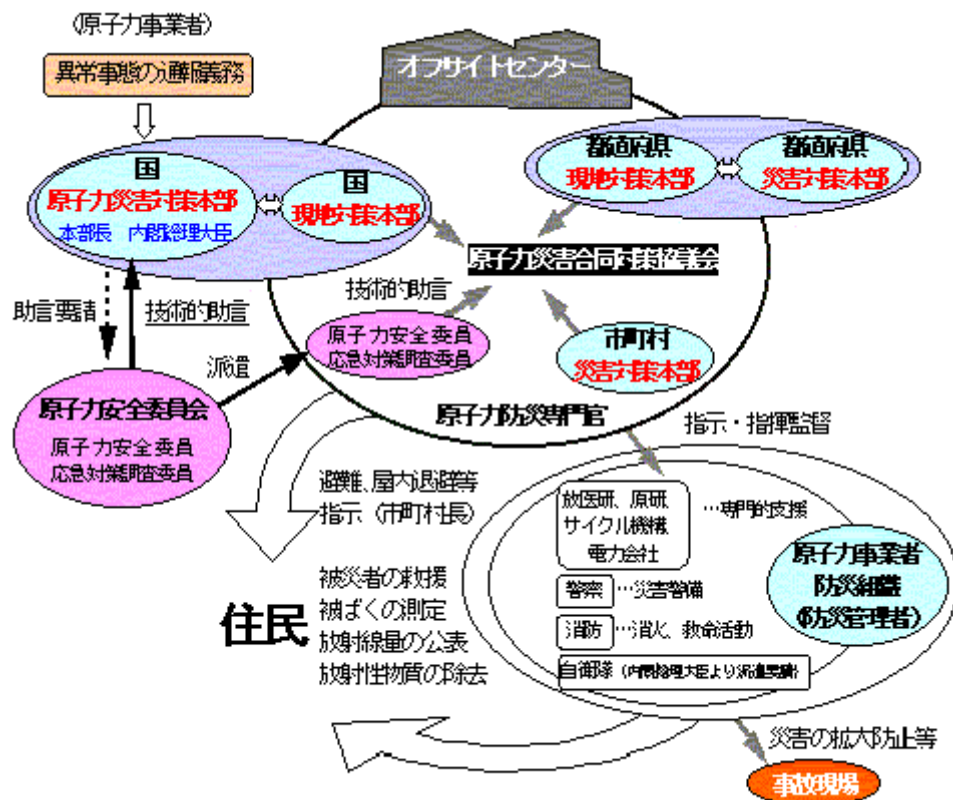 (原子力事業者)
異常事態の通報義務
オフサイトセンター
国
原子力災害対策本部
本部長 内閣総理大臣
国
現地対策本部
都道府県
現地対策本部
都道府県
災害対策本部
原子力災害合同対策協議会
助言要請
技術的助言
技術的助言
派遣
原子力安全委員
応急対策調査委員
市町村
災害対策本部
原子力安全委員会
原子力安全委員
応急対策調査委員
原子力防災専門官
指示・指揮監督
避難、屋内退避等
指示(市町村長)
放医研、原研、
サイクル機構
電力会社
…専門的支援
原子力事業者
防災組織
(防災管理者)
住民
被災者の救援
被ばくの測定
放射線量の公表
放射性物質の除去
警察
…災害警備
消防
…消火、救命活動
自衛隊(内閣総理大臣より派遣要請)
災害の拡大防止等
事故現場